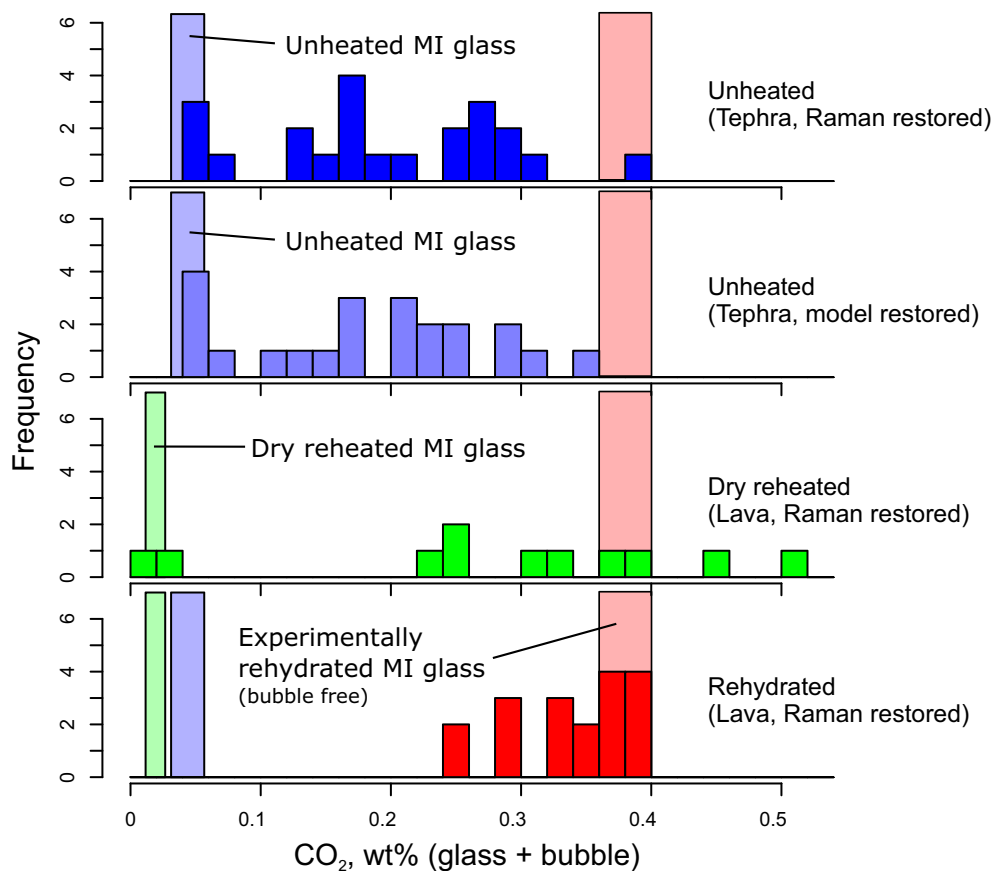 6
4
2
0
Unheated MI glass
Unheated
(Tephra, Raman restored)
6
4
2
0
Unheated MI glass
Unheated
(Tephra, model restored)
Frequency
6
4
2
0
Dry reheated MI glass
Dry reheated
(Lava, Raman restored)
6
4
2
0
Experimentally
rehydrated MI glass
(bubble free)
Rehydrated
(Lava, Raman restored)
0 0.1 0.2 0.3 0.4 0.5
CO₂, wt% (glass + bubble)